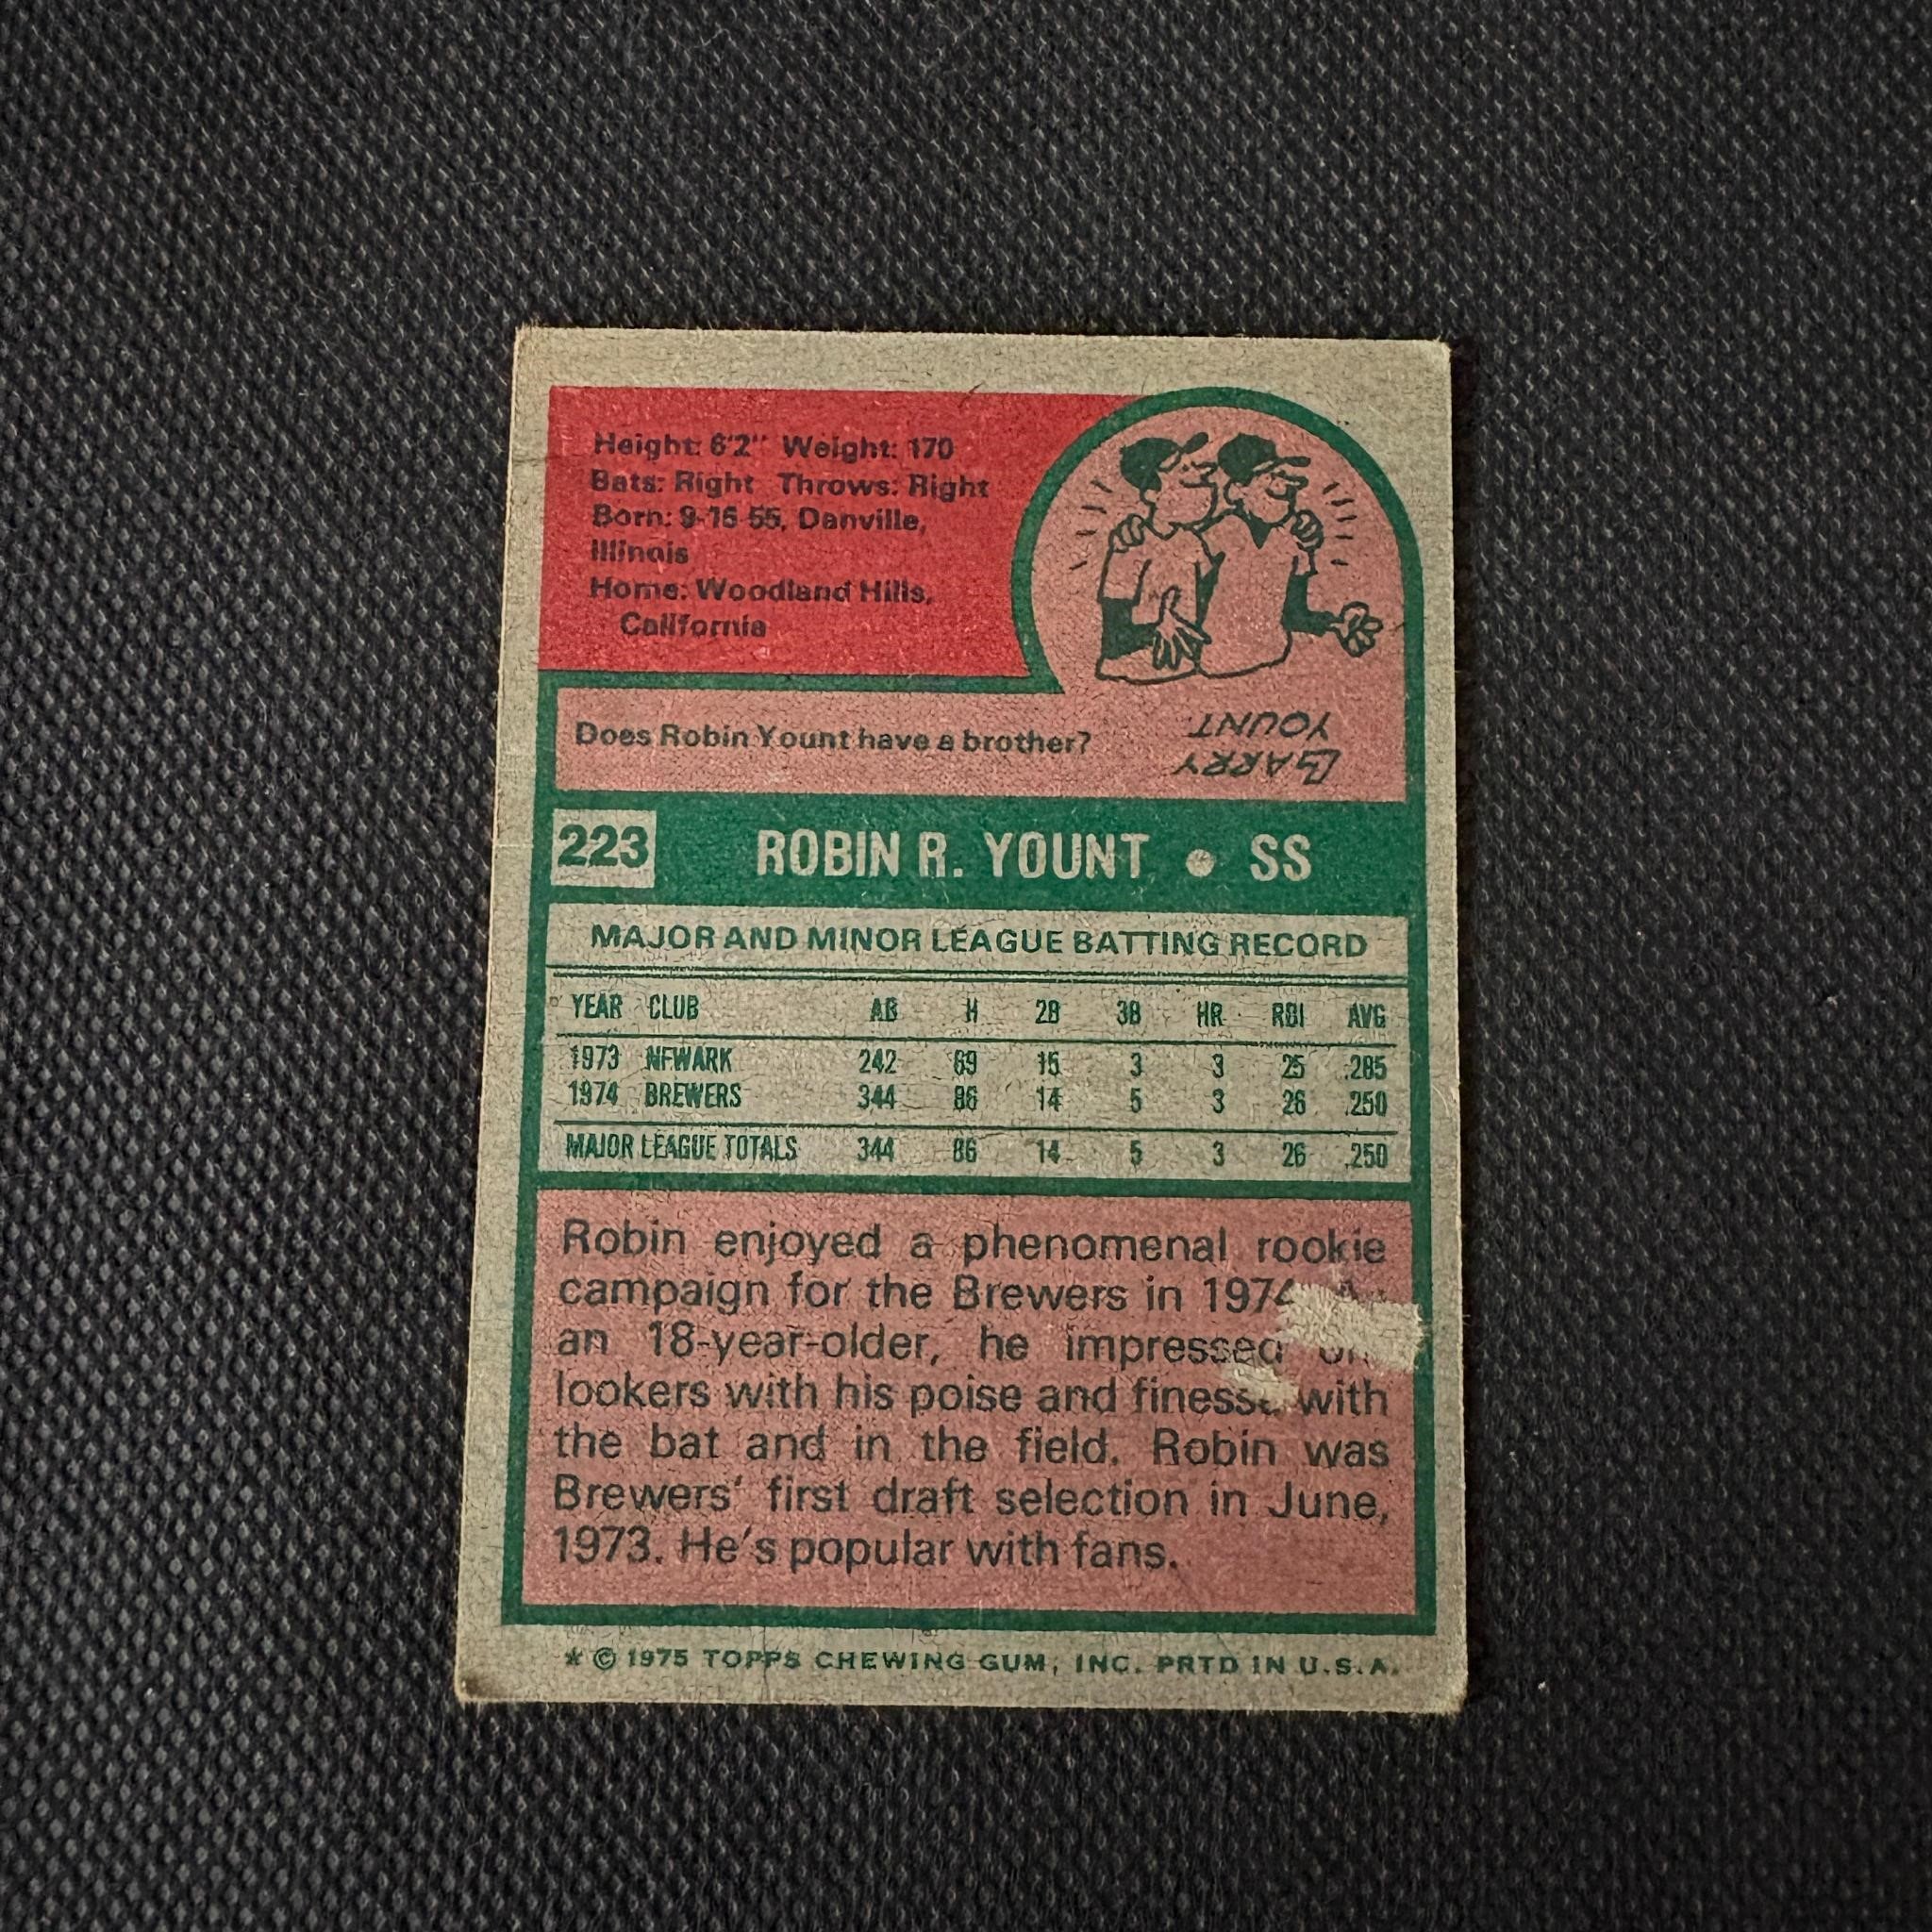 Height: 6'2" Weight: 170
Bats: Right Throws: Right
Born: 9-16-55, Danville,
Illinois
Home: Woodland Hills,
California
Does Robin Yount have a brother?
LARRY
YOUNT
223 ROBIN R. YOUNT • SS
MAJOR AND MINOR LEAGUE BATTING RECORD
YEAR CLUB AB H 2B 3B HR RBI AVG
1973 NEWARK 242 69 15 3 3 25 .285
1974 BREWERS 344 86 14 5 3 26 .250
MAJOR LEAGUE TOTALS 344 86 14 5 3 26 .250
Robin enjoyed a phenomenal rookie
campaign for the Brewers in 1974
an 18-year-older, he impressed
lookers with his poise and finesse with
the bat and in the field. Robin was
Brewers' first draft selection in June,
1973. He's popular with fans.
* © 1975 TOPPS CHEWING GUM, INC. PRTD IN U.S.A.